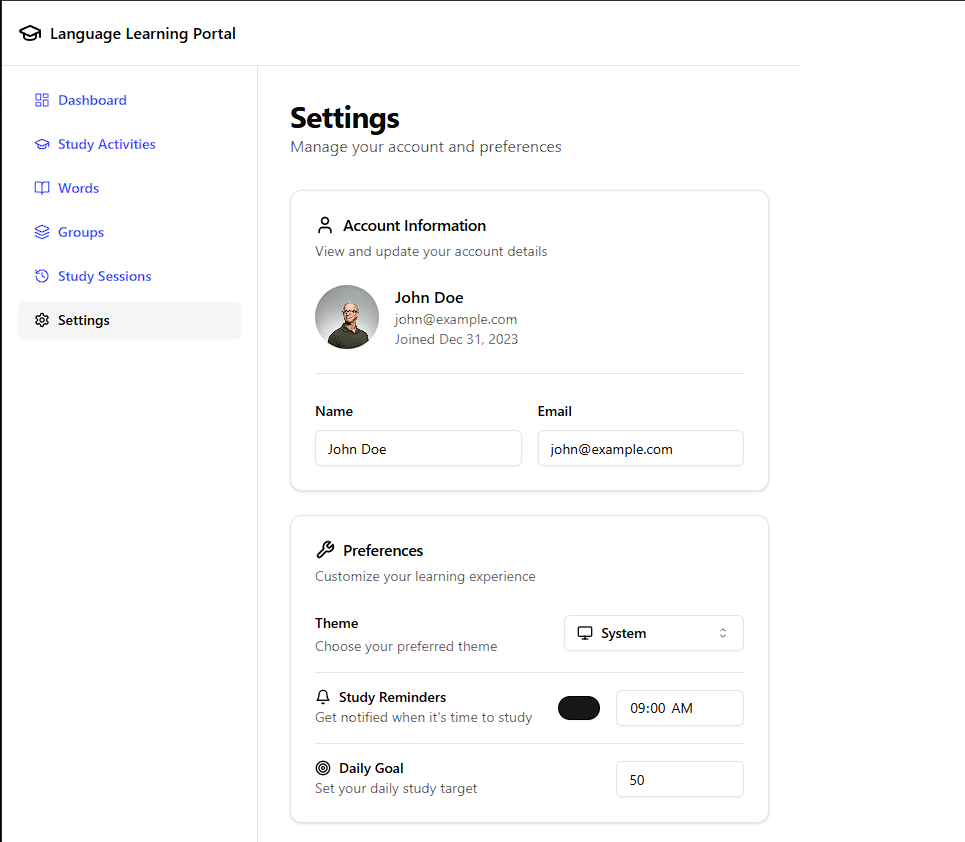 Language Learning Portal
Dashboard
Study Activities
Words
Groups
Study Sessions
Settings
Settings
Manage your account and preferences
Account Information
View and update your account details
John Doe
john@example.com
Joined Dec 31, 2023
Name
Email
John Doe
john@example.com
Preferences
Customize your learning experience
Theme
Choose your preferred theme
System
Study Reminders
Get notified when it's time to study
09:00 AM
Daily Goal
Set your daily study target
50